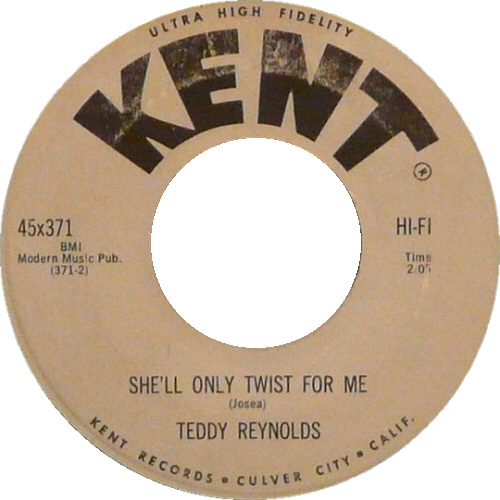 ULTRA HIGH FIDELITY
KENT
®
45x371
BMI
Modern Music Pub.
(371-2)
HI-FI
Time
SHE'LL ONLY TWIST FOR ME
(Josea)
TEDDY REYNOLDS
KENT RECORDS • CULVER CITY • CALIF.